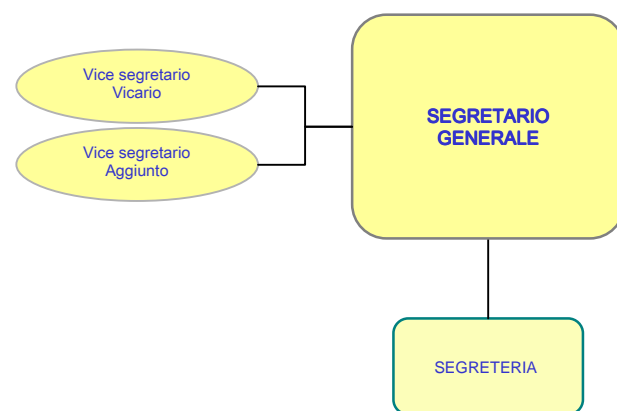 Vice segretario
Vicario
Vice segretario
Aggiunto
SEGRETARIO
GENERALE
SEGRETERIA